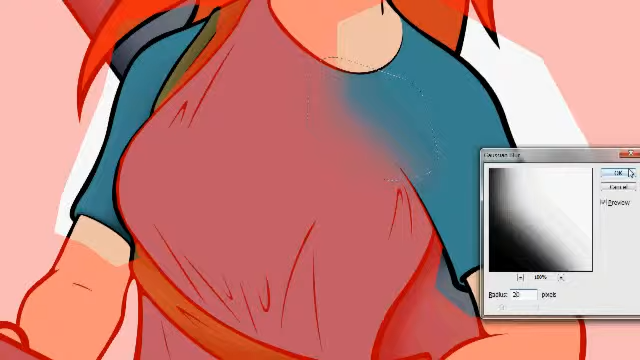 Gaussian Blur
OK
Cancel
Preview
100%
Radius: 20 pixels